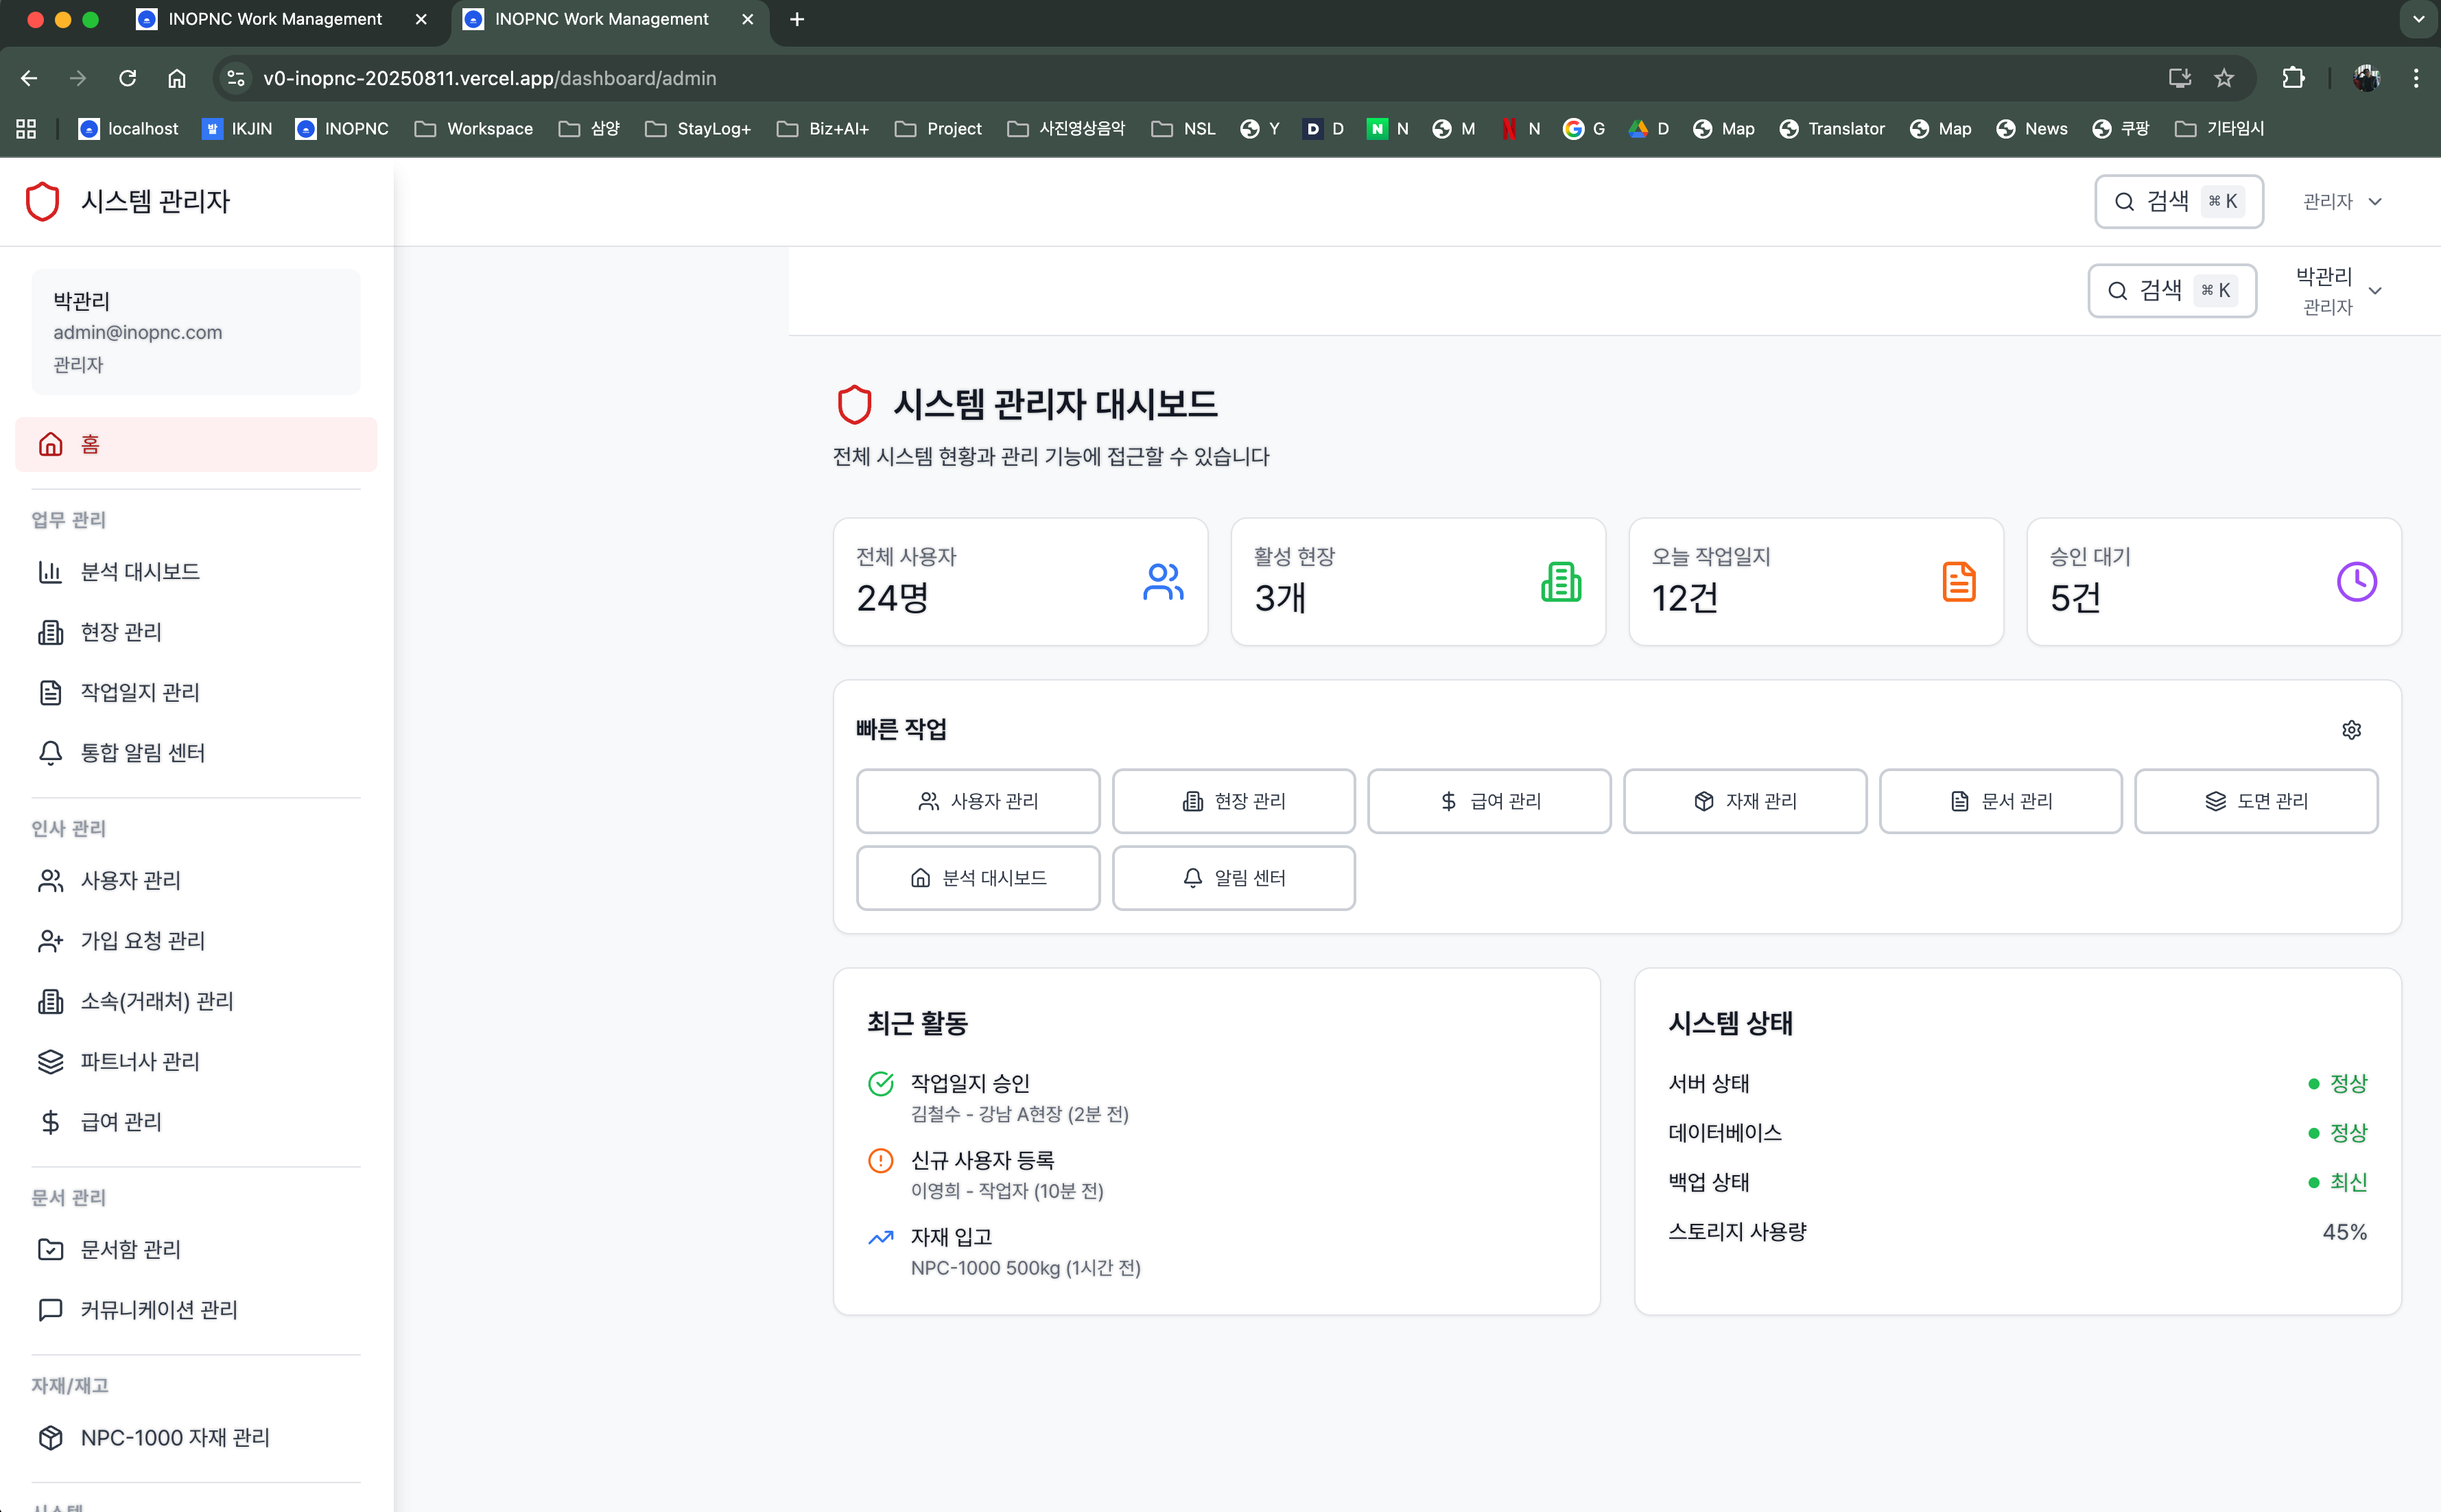 INOPNC Work Management
INOPNC Work Management
v0-inopnc-20250811.vercel.app/dashboard/admin
localhost
발 IKJIN
INOPNC
Workspace
삼양
StayLog+
Biz+AI+
Project
사진영상음악
NSL
Y
D D
N N
M
N
G
D
Map
Translator
Map
News
쿠팡
기타임시
시스템 관리자
검색 ⌘ K
관리자
박관리
admin@inopnc.com
관리자
홈
업무 관리
분석 대시보드
현장 관리
작업일지 관리
통합 알림 센터
인사 관리
사용자 관리
가입 요청 관리
소속(거래처) 관리
파트너사 관리
급여 관리
문서 관리
문서함 관리
커뮤니케이션 관리
자재/재고
NPC-1000 자재 관리
시스템
검색 ⌘ K
박관리
관리자
시스템 관리자 대시보드
전체 시스템 현황과 관리 기능에 접근할 수 있습니다
전체 사용자
24명
활성 현장
3개
오늘 작업일지
12건
승인 대기
5건
빠른 작업
사용자 관리
현장 관리
급여 관리
자재 관리
문서 관리
도면 관리
분석 대시보드
알림 센터
최근 활동
작업일지 승인
김철수 - 강남 A현장 (2분 전)
신규 사용자 등록
이영희 - 작업자 (10분 전)
자재 입고
NPC-1000 500kg (1시간 전)
시스템 상태
서버 상태 정상
데이터베이스 정상
백업 상태 최신
스토리지 사용량 45%